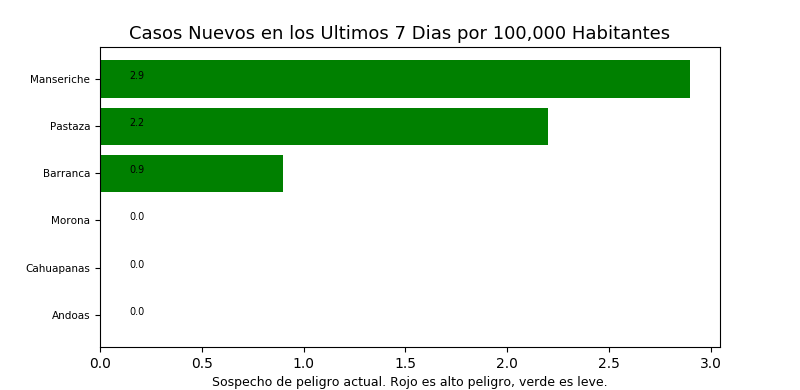 Casos Nuevos en los Ultimos 7 Dias por 100,000 Habitantes
Manseriche 2.9
Pastaza 2.2
Barranca 0.9
Morona 0.0
Cahuapanas 0.0
Andoas 0.0
0.0 0.5 1.0 1.5 2.0 2.5 3.0
Sospecho de peligro actual. Rojo es alto peligro, verde es leve.